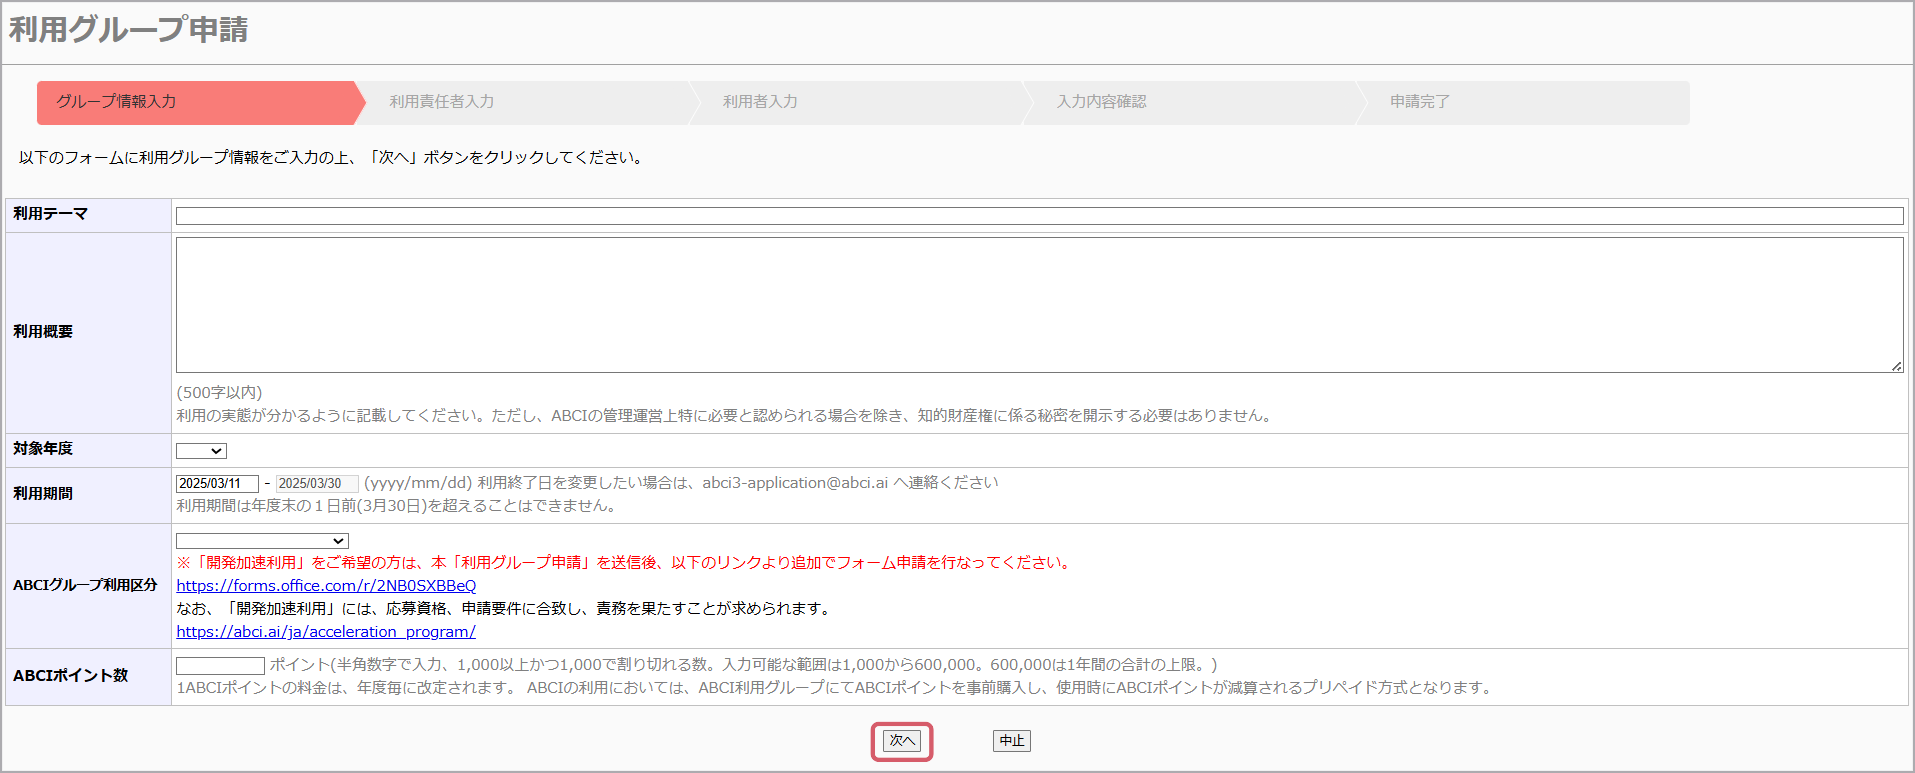 利用グループ申請
グループ情報入力
利用責任者入力
利用者入力
入力内容確認
申請完了
以下のフォームに利用グループ情報をご入力の上、「次へ」ボタンをクリックしてください。
利用テーマ
利用概要
(500字以内)
利用の実態が分かるように記載してください。ただし、ABCIの管理運営上特に必要と認められる場合を除き、知的財産権に係る秘密を開示する必要はありません。
対象年度
利用期間
2025/03/11 - 2025/03/30 (yyyy/mm/dd) 利用終了日を変更したい場合は、abci3-application@abci.ai へ連絡ください
利用期間は年度末の１日前(3月30日)を超えることはできません。
ABCIグループ利用区分
※「開発加速利用」をご希望の方は、本「利用グループ申請」を送信後、以下のリンクより追加でフォーム申請を行なってください。
https://forms.office.com/r/2NB0SXBBeQ
なお、「開発加速利用」には、応募資格、申請要件に合致し、責務を果たすことが求められます。
https://abci.ai/ja/acceleration_program/
ABCIポイント数
ポイント(半角数字で入力、1,000以上かつ1,000で割り切れる数。入力可能な範囲は1,000から600,000。600,000は1年間の合計の上限。)
1ABCIポイントの料金は、年度毎に改定されます。 ABCIの利用においては、ABCI利用グループにてABCIポイントを事前購入し、使用時にABCIポイントが減算されるプリペイド方式となります。
次へ
中止